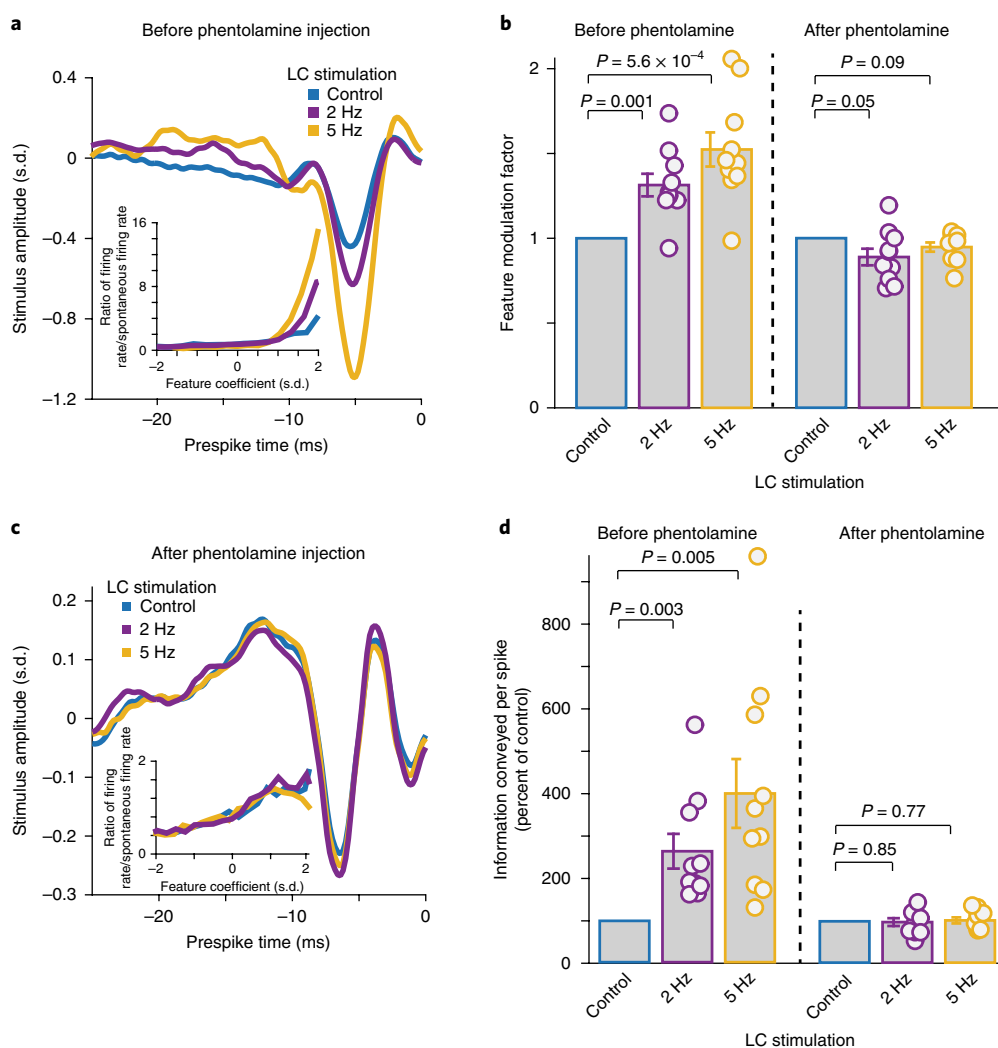 a
Before phentolamine injection
LC stimulation
Control
2 Hz
5 Hz
Stimulus amplitude (s.d.)
0.4
0
–0.4
–0.8
–1.2
–20
–10
0
Prespike time (ms)
Ratio of firing
rate/spontaneous firing rate
16
8
0
–2
0
2
Feature coefficient (s.d.)
b
Before phentolamine
After phentolamine
P = 5.6 × 10⁻⁴
P = 0.001
P = 0.09
P = 0.05
Feature modulation factor
2
1
0
Control
2 Hz
5 Hz
Control
2 Hz
5 Hz
LC stimulation
c
After phentolamine injection
LC stimulation
Control
2 Hz
5 Hz
Stimulus amplitude (s.d.)
0.2
0.1
0
–0.1
–0.2
–0.3
–20
–10
0
Prespike time (ms)
Ratio of firing
rate/spontaneous firing rate
2
0
–2
–1
0
1
2
Feature coefficient (s.d.)
d
Before phentolamine
After phentolamine
P = 0.005
P = 0.003
P = 0.77
P = 0.85
Information conveyed per spike
(percent of control)
800
600
400
200
0
Control
2 Hz
5 Hz
Control
2 Hz
5 Hz
LC stimulation